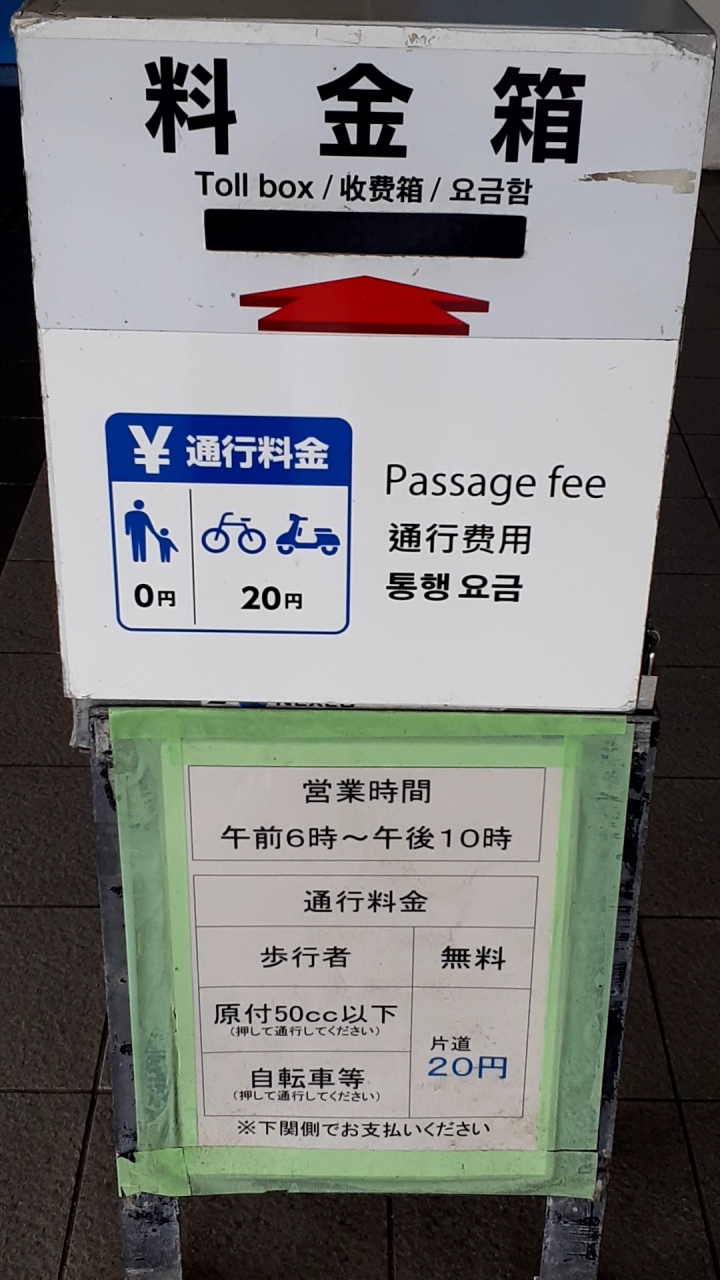 料金箱
Toll box / 收费箱 / 요금함
¥ 通行料金
0円
20円
Passage fee
通行费用
통행 요금
営業時間
午前6時～午後10時
通行料金
歩行者 無料
原付50cc以下
(押して通行してください)
片道
20円
自転車等
(押して通行してください)
※下関側でお支払いください